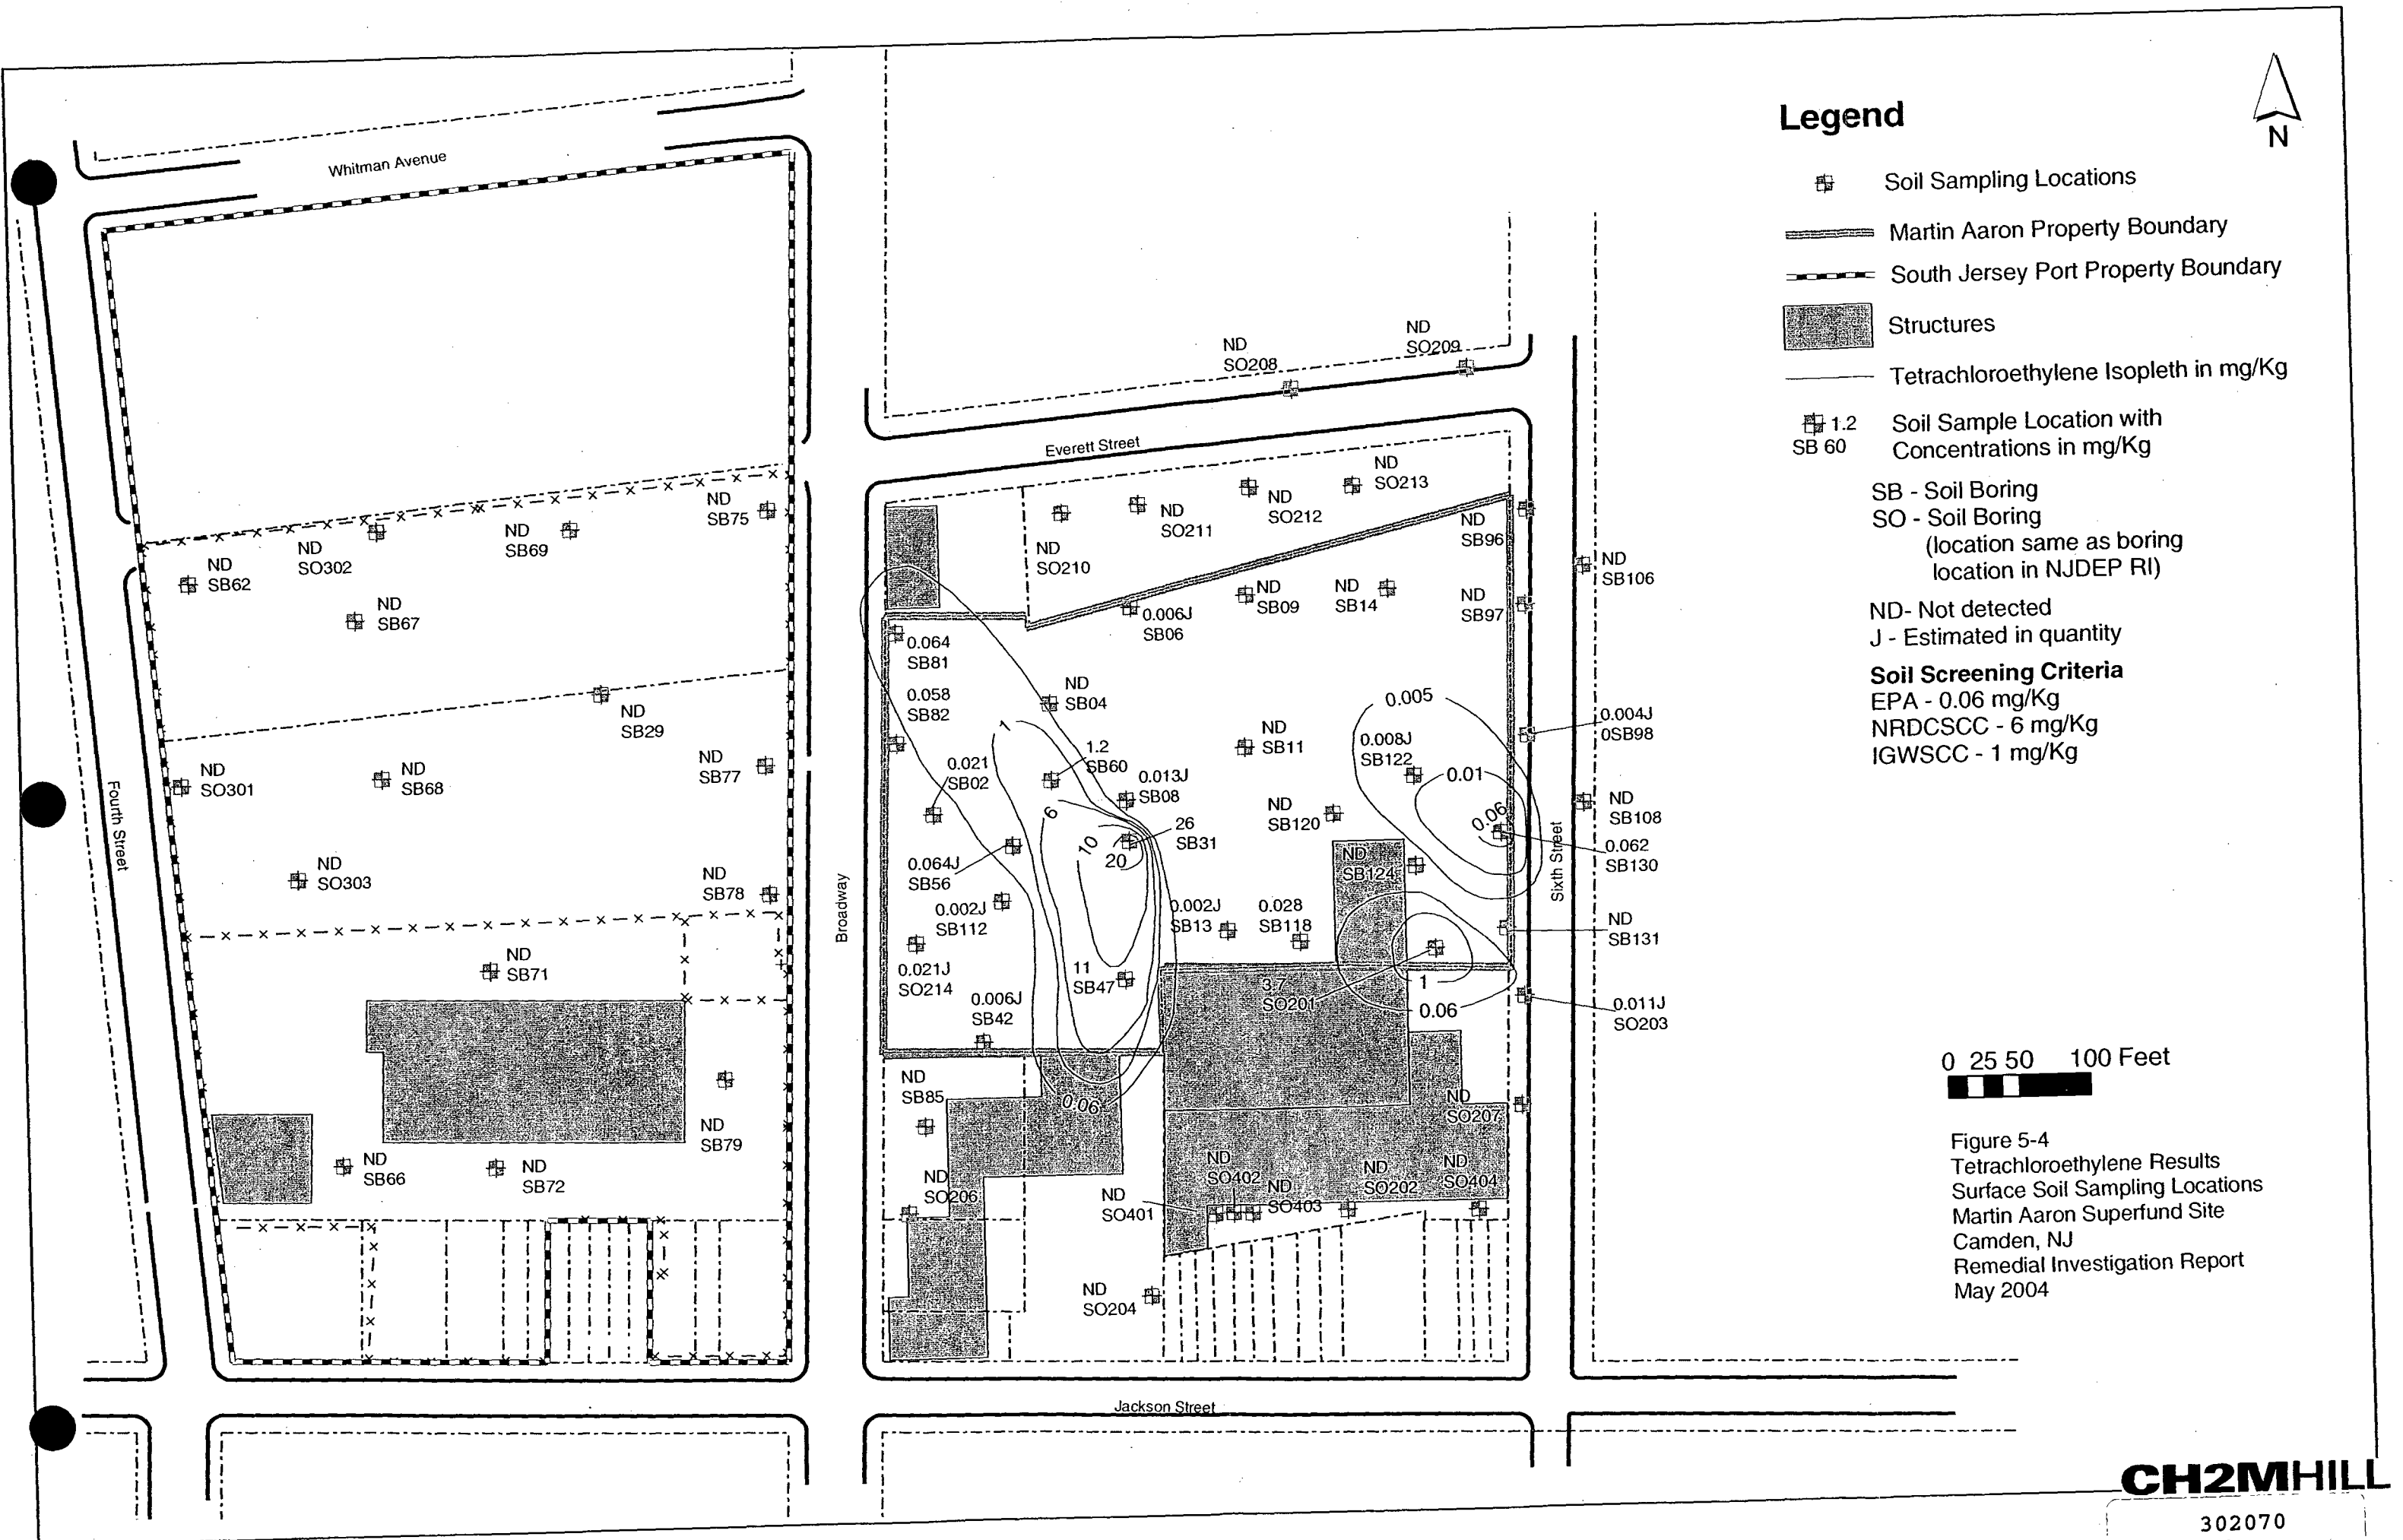 Whitman Avenue
Everett Street
Fourth Street
Broadway
Sixth Street
Jackson Street
ND
SO208
ND
SO209
ND
SB62
ND
SO302
ND
SB69
ND
SB75
ND
SB67
ND
SB29
ND
SO301
ND
SB68
ND
SB77
ND
SO303
ND
SB78
ND
SB71
ND
SB79
ND
SB66
ND
SB72
ND
SO210
ND
SO211
ND
SO212
ND
SO213
ND
SB96
ND
SB106
ND
SB97
0.006J
SB06
ND
SB09
ND
SB14
0.064
SB81
0.058
SB82
ND
SB04
1
1.2
SB60
0.021
SB02
0.013J
SB08
ND
SB11
0.005
0.008J
SB122
0.01
0.06
0.004J
0SB98
ND
SB108
0.062
SB130
ND
SB120
6
10
20
26
SB31
0.064J
SB56
0.002J
SB112
0.021J
SO214
0.006J
SB42
11
SB47
0.002J
SB13
0.028
SB118
ND
SB124
ND
SB131
3.7
SO201
1
0.06
0.011J
SO203
0.06
ND
SB85
ND
SO206
ND
SO207
ND
SO401
ND
SO402
ND
SO403
ND
SO202
ND
SO404
ND
SO204
Legend
N
Soil Sampling Locations
Martin Aaron Property Boundary
South Jersey Port Property Boundary
Structures
Tetrachloroethylene Isopleth in mg/Kg
1.2
SB 60
Soil Sample Location with
Concentrations in mg/Kg
SB - Soil Boring
SO - Soil Boring
(location same as boring
location in NJDEP RI)
ND- Not detected
J - Estimated in quantity
Soil Screening Criteria
EPA - 0.06 mg/Kg
NRDCSCC - 6 mg/Kg
IGWSCC - 1 mg/Kg
0 25 50 100 Feet
Figure 5-4
Tetrachloroethylene Results
Surface Soil Sampling Locations
Martin Aaron Superfund Site
Camden, NJ
Remedial Investigation Report
May 2004
CH2MHILL
302070